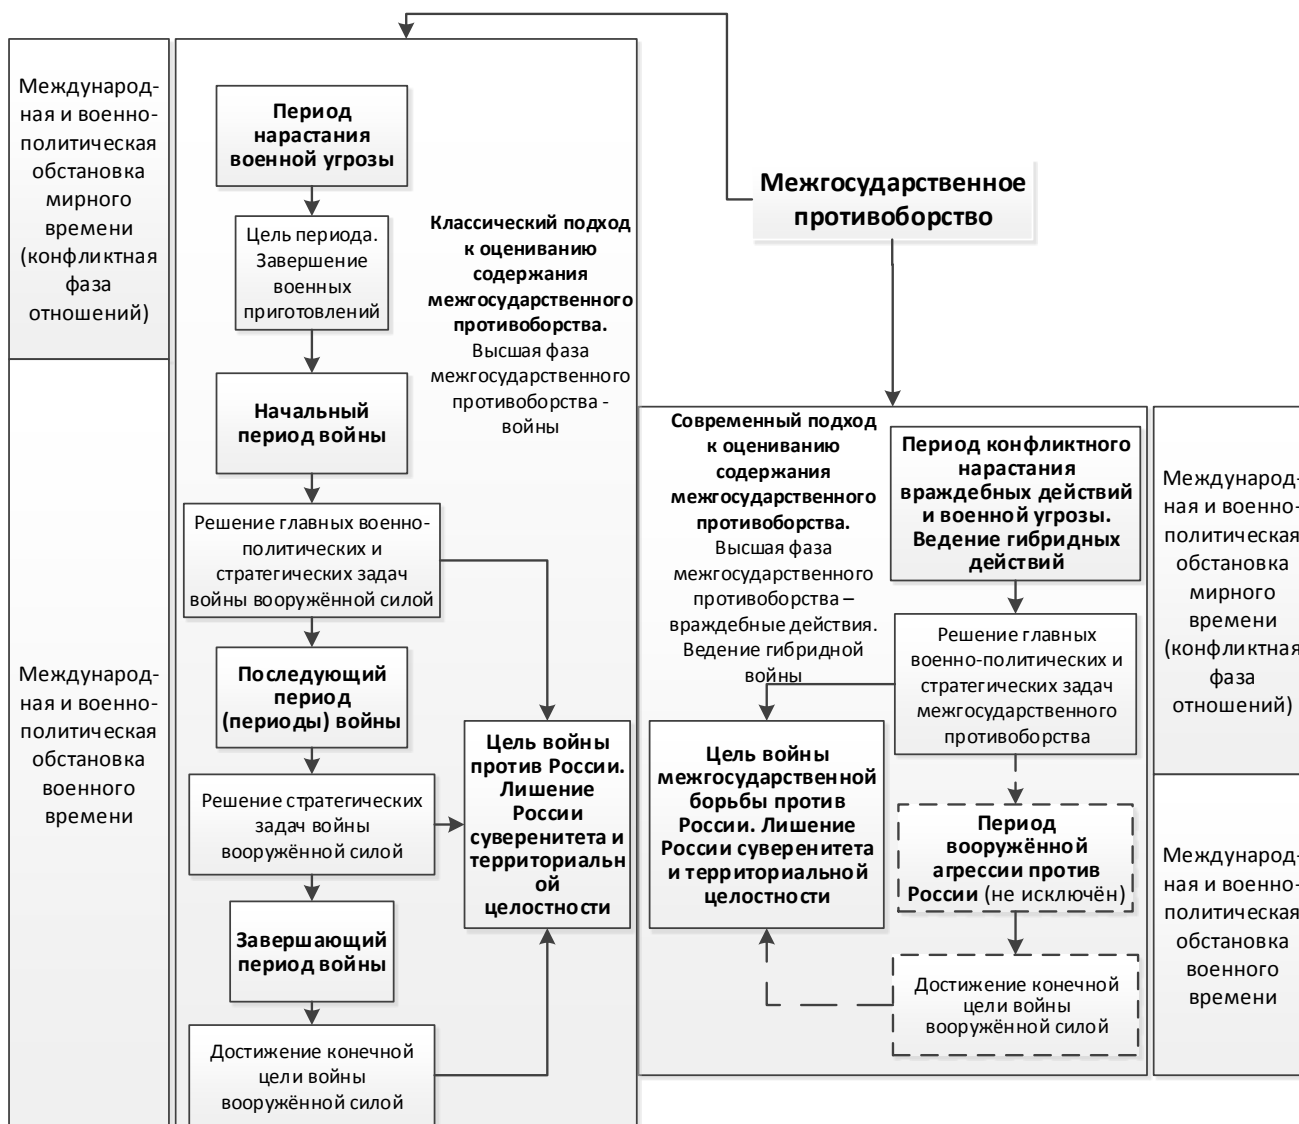 Международ-
ная и военно-
политическая
обстановка
мирного
времени
(конфликтная
фаза
отношений)
Международ-
ная и военно-
политическая
обстановка
военного
времени
Период
нарастания
военной угрозы
Цель периода.
Завершение
военных
приготовлений
Начальный
период войны
Решение главных военно-
политических и
стратегических задач
войны вооружённой силой
Последующий
период
(периоды) войны
Решение стратегических
задач войны
вооружённой силой
Завершающий
период войны
Достижение конечной
цели войны
вооружённой силой
Классический подход
к оцениванию
содержания
межгосударственного
противоборства.
Высшая фаза
межгосударственного
противоборства -
войны
Цель войны
против России.
Лишение
России
суверенитета и
территориальн
ой
целостности
Межгосударственное
противоборство
Современный подход
к оцениванию
содержания
межгосударственного
противоборства.
Высшая фаза
межгосударственного
противоборства –
враждебные действия.
Ведение гибридной
войны
Цель войны
межгосударственной
борьбы против
России. Лишение
России суверенитета
и территориальной
целостности
Период конфликтного
нарастания
враждебных действий
и военной угрозы.
Ведение гибридных
действий
Решение главных
военно-политических и
стратегических задач
межгосударственного
противоборства
Период
вооружённой
агрессии против
России (не исключён)
Достижение конечной
цели войны
вооружённой силой
Международ-
ная и военно-
политическая
обстановка
мирного
времени
(конфликтная
фаза
отношений)
Международ-
ная и военно-
политическая
обстановка
военного
времени